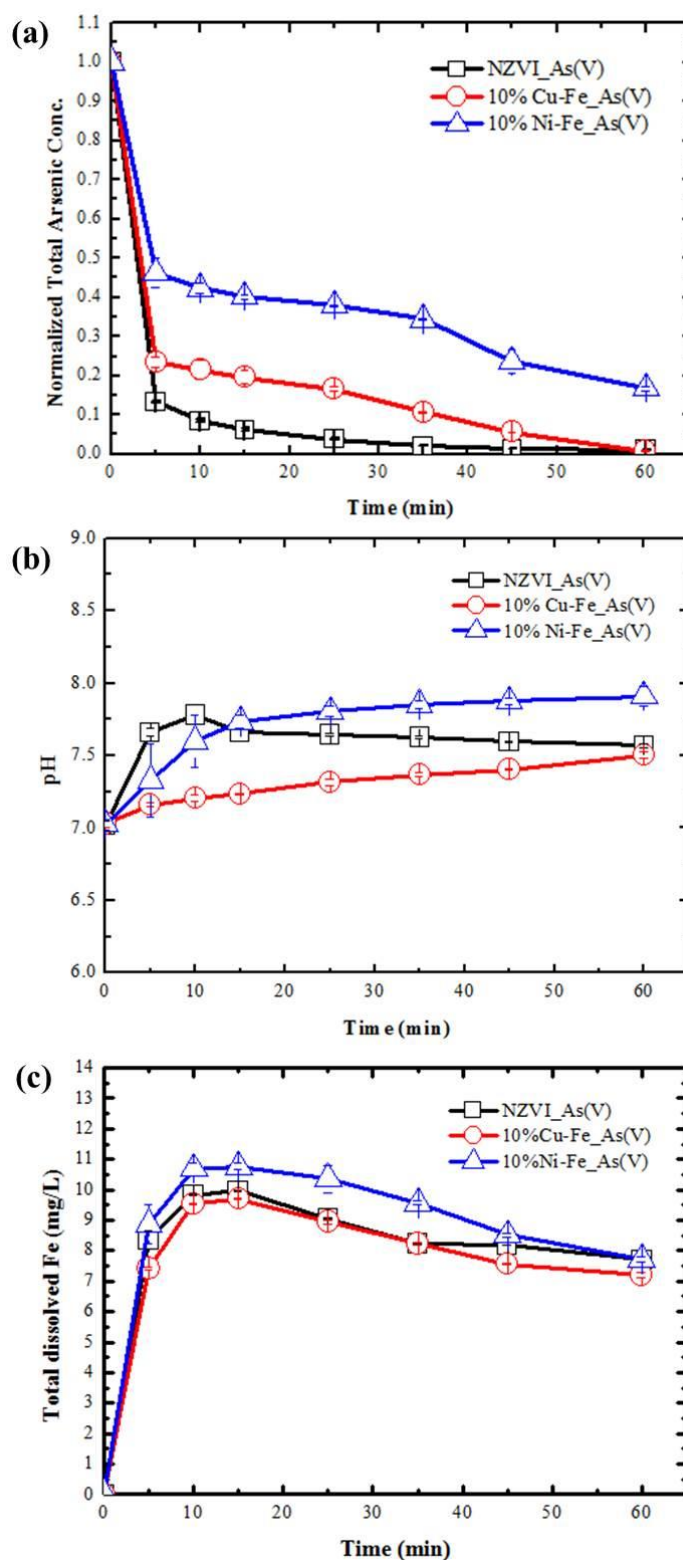 (a)
Normalized Total Arsenic Conc.
1.1
1.0
0.9
0.8
0.7
0.6
0.5
0.4
0.3
0.2
0.1
0.0
NZVI_As(V)
10% Cu-Fe_As(V)
10% Ni-Fe_As(V)
0 10 20 30 40 50 60
Time (min)
(b)
pH
9.0
8.5
8.0
7.5
7.0
6.5
6.0
NZVI_As(V)
10% Cu-Fe_As(V)
10% Ni-Fe_As(V)
0 10 20 30 40 50 60
Time (min)
(c)
Total dissolved Fe (mg/L)
14
13
12
11
10
9
8
7
6
5
4
3
2
1
0
NZVI_As(V)
10%Cu-Fe_As(V)
10%Ni-Fe_As(V)
0 10 20 30 40 50 60
Time (min)